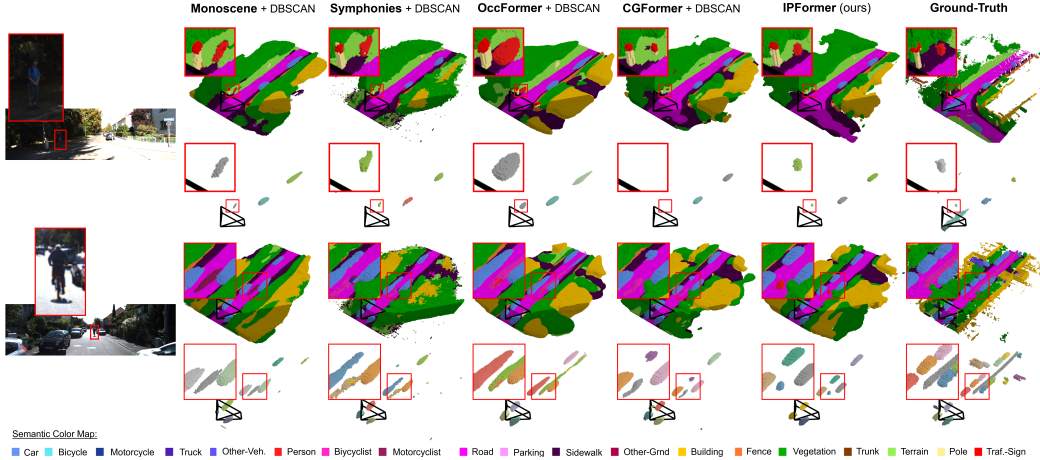 Monoscene + DBSCAN Symphonies + DBSCAN OccFormer + DBSCAN CGFormer + DBSCAN IPFormer (ours) Ground-Truth
Semantic Color Map:
Car Bicycle Motorcycle Truck Other-Veh. Person Biycyclist Motorcyclist Road Parking Sidewalk Other-Grnd Building Fence Vegetation Trunk Terrain Pole Traf.-Sign